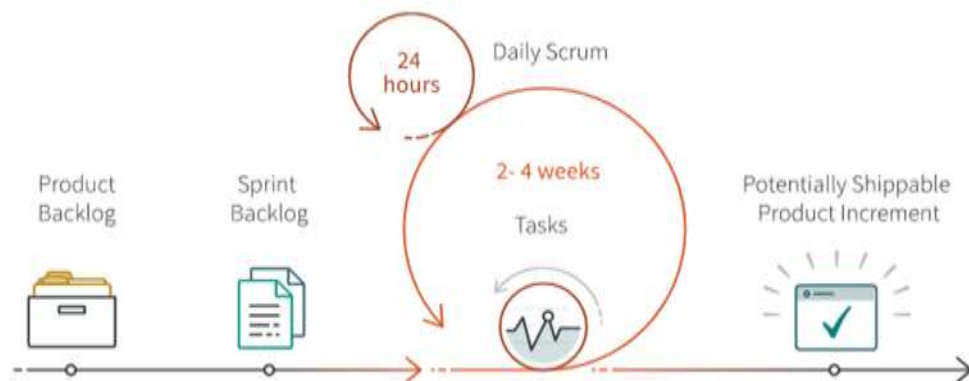 24
hours
Daily Scrum
2- 4 weeks
Tasks
Product
Backlog
Sprint
Backlog
Potentially Shippable
Product Increment